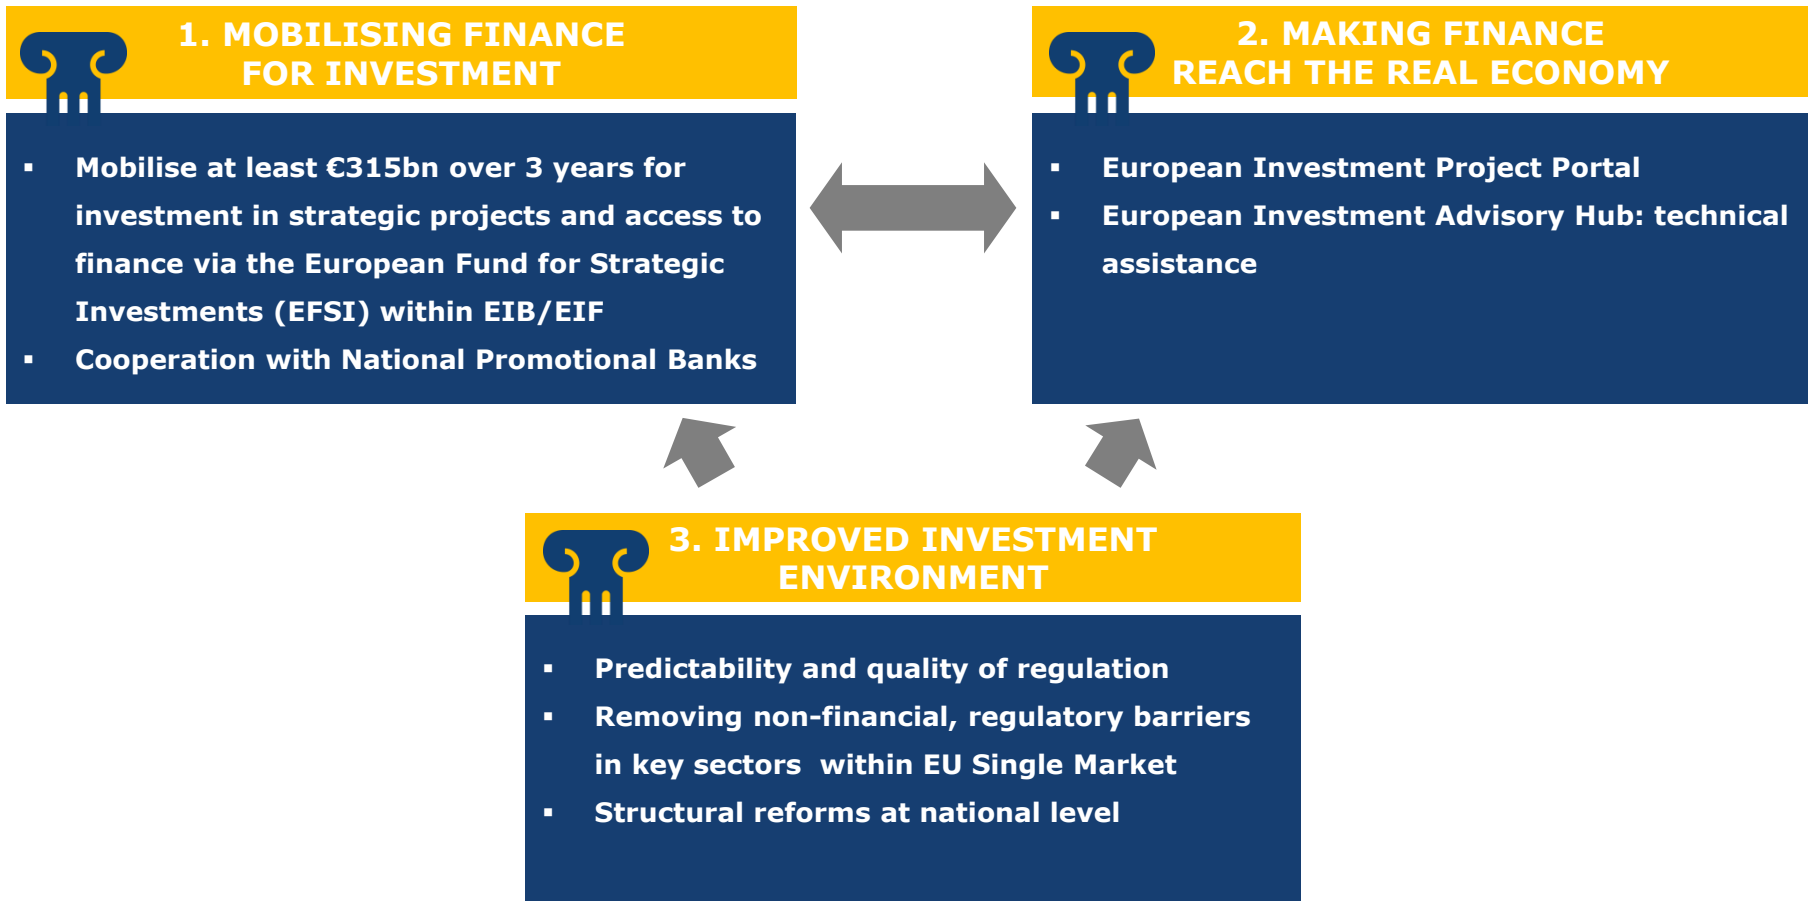 1. MOBILISING FINANCE
FOR INVESTMENT
▪ Mobilise at least €315bn over 3 years for
investment in strategic projects and access to
finance via the European Fund for Strategic
Investments (EFSI) within EIB/EIF
▪ Cooperation with National Promotional Banks
2. MAKING FINANCE
REACH THE REAL ECONOMY
▪ European Investment Project Portal
▪ European Investment Advisory Hub: technical
assistance
3. IMPROVED INVESTMENT
ENVIRONMENT
▪ Predictability and quality of regulation
▪ Removing non-financial, regulatory barriers
in key sectors  within EU Single Market
▪ Structural reforms at national level